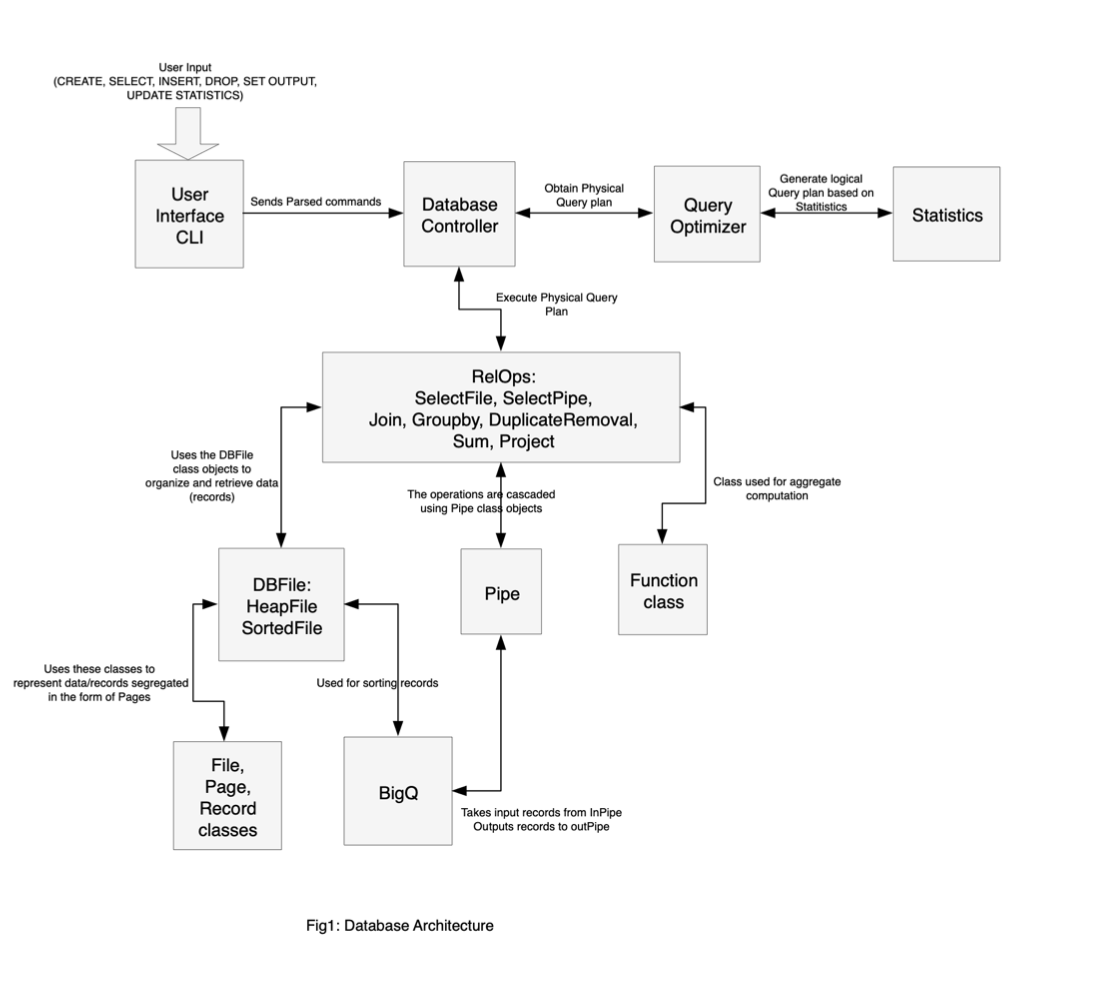 User Input
(CREATE, SELECT, INSERT, DROP, SET OUTPUT,
UPDATE STATISTICS)
User
Interface
CLI
Sends Parsed commands
Database
Controller
Obtain Physical
Query plan
Query
Optimizer
Generate logical
Query plan based on
Statitistics
Statistics
Execute Physical Query
Plan
RelOps:
SelectFile, SelectPipe,
Join, Groupby, DuplicateRemoval,
Sum, Project
Uses the DBFile
class objects to
organize and retrieve data
(records)
The operations are cascaded
using Pipe class objects
Class used for aggregate
computation
DBFile:
HeapFile
SortedFile
Pipe
Function
class
Uses these classes to
represent data/records segregated
in the form of Pages
Used for sorting records
File,
Page,
Record
classes
BigQ
Takes input records from InPipe
Outputs records to outPipe
Fig1: Database Architecture